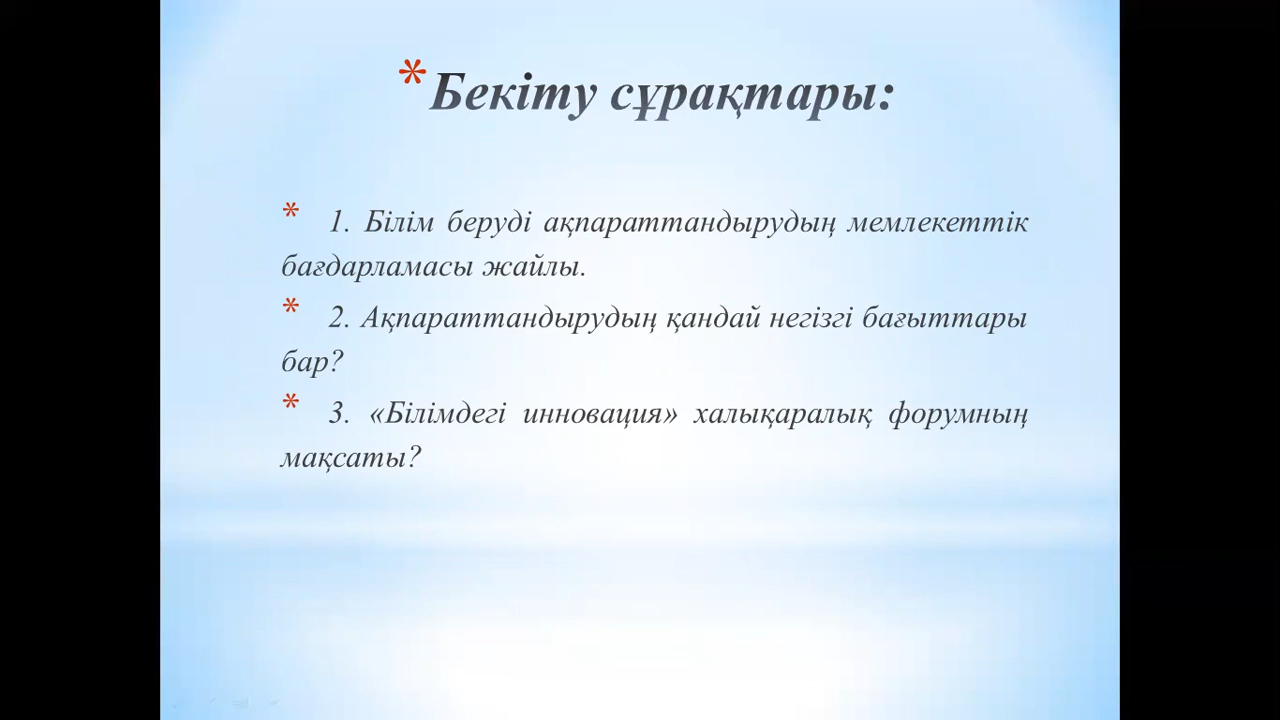 * Бекіту сұрақтары:
* 1. Білім беруді ақпараттандырудың мемлекеттік
бағдарламасы жайлы.
* 2. Ақпараттандырудың қандай негізгі бағыттары
бар?
* 3. «Білімдегі инновация» халықаралық форумның
мақсаты?